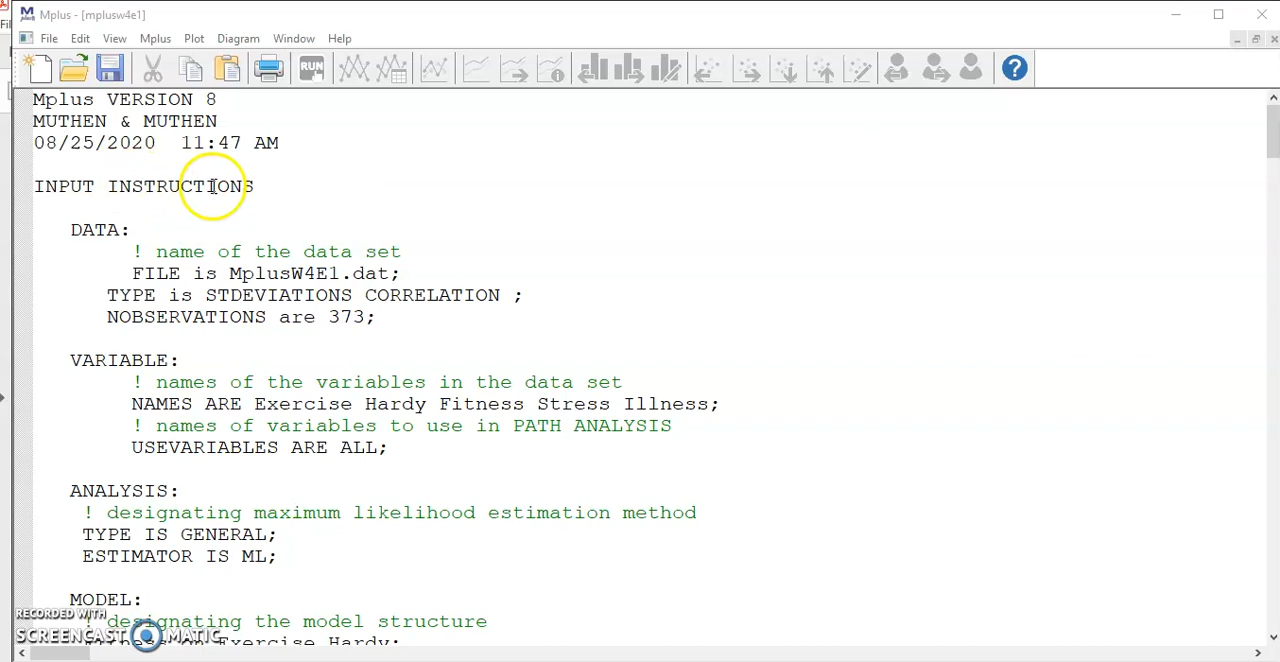 Mplus - [mplusw4e1]
File Edit View Mplus Plot Diagram Window Help
RUN
Mplus VERSION 8
MUTHEN & MUTHEN
08/25/2020 11:47 AM
INPUT INSTRUCTIONS
DATA:
! name of the data set
FILE is MplusW4E1.dat;
TYPE is STDEVIATIONS CORRELATION ;
NOBSERVATIONS are 373;
VARIABLE:
! names of the variables in the data set
NAMES ARE Exercise Hardy Fitness Stress Illness;
! names of variables to use in PATH ANALYSIS
USEVARIABLES ARE ALL;
ANALYSIS:
! designating maximum likelihood estimation method
TYPE IS GENERAL;
ESTIMATOR IS ML;
MODEL:
! designating the model structure
on Exercise Hardy;
RECORDED WITH
SCREENCAST MATIC